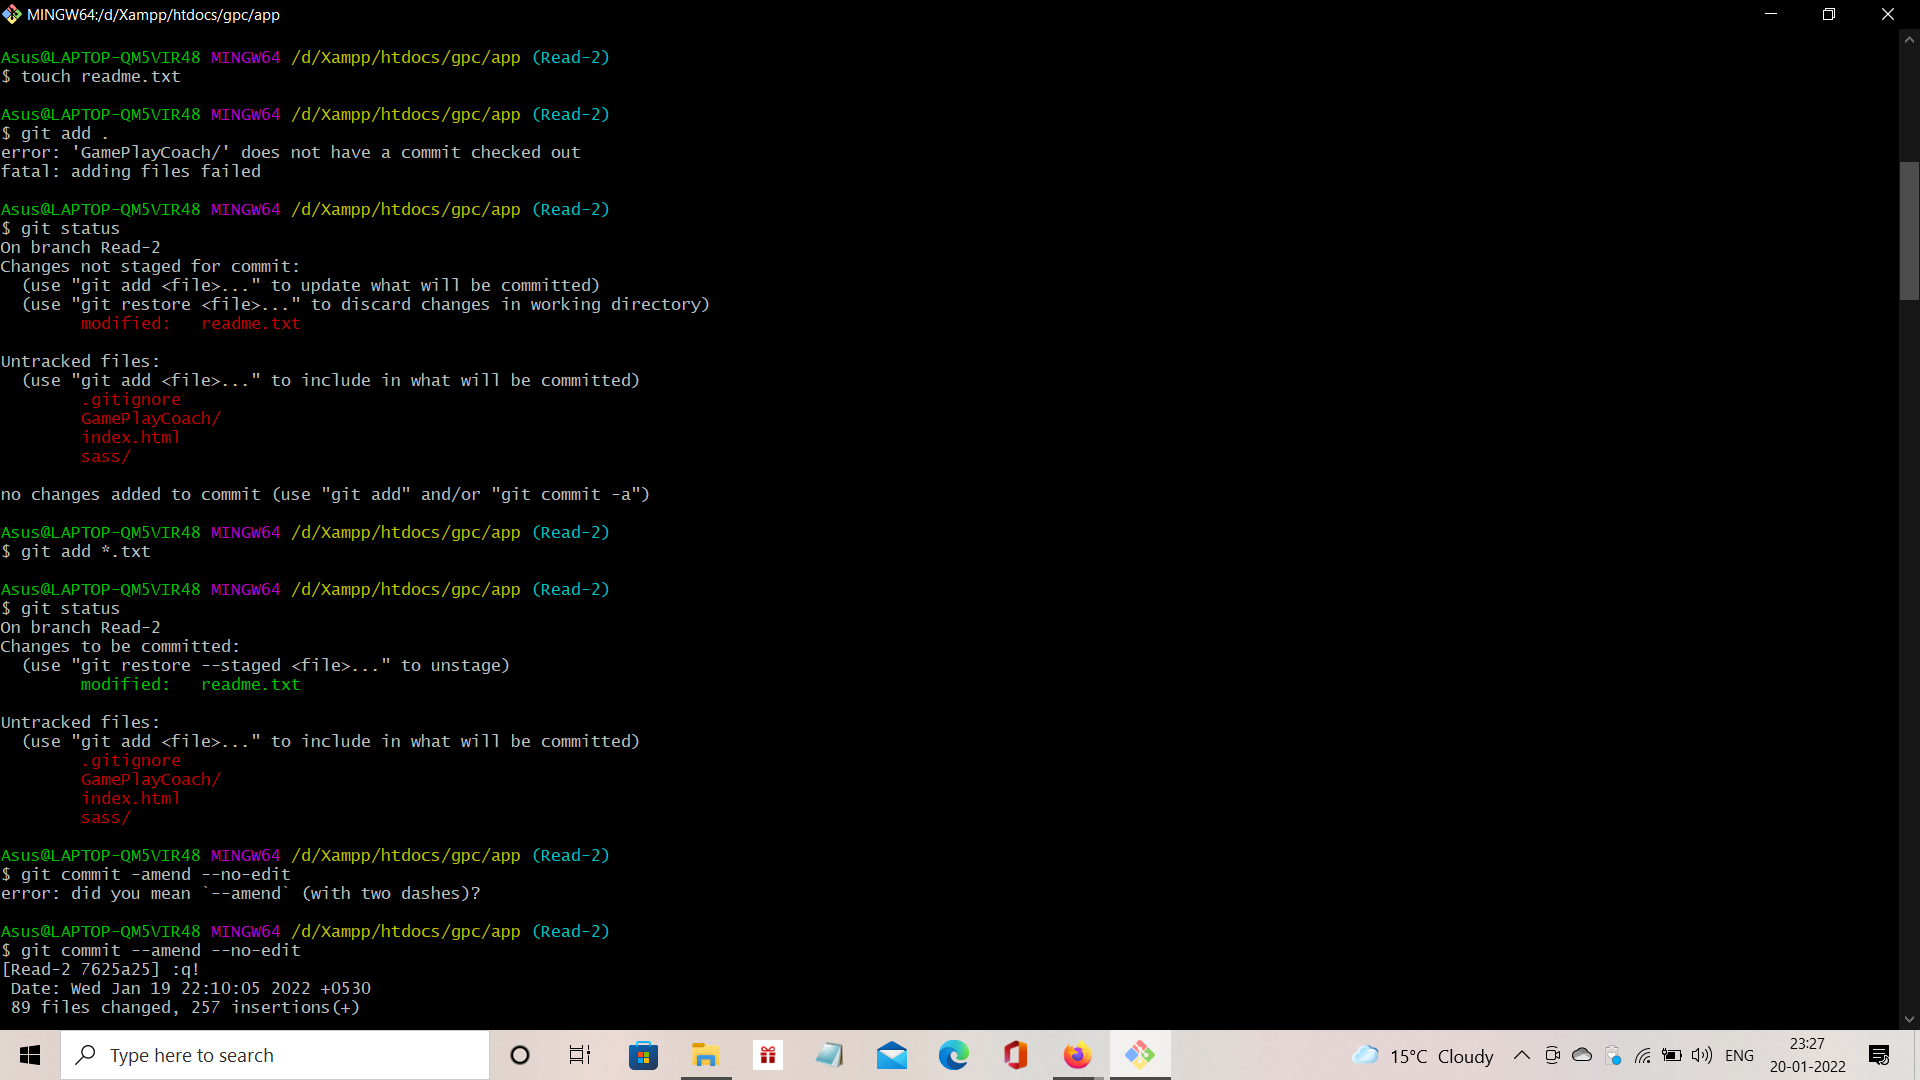 MINGW64:/d/Xampp/htdocs/gpc/app
Asus@LAPTOP-QM5VIR48 MINGW64 /d/Xampp/htdocs/gpc/app (Read-2)
$ touch readme.txt
Asus@LAPTOP-QM5VIR48 MINGW64 /d/Xampp/htdocs/gpc/app (Read-2)
$ git add .
error: 'GamePlayCoach/' does not have a commit checked out
fatal: adding files failed
Asus@LAPTOP-QM5VIR48 MINGW64 /d/Xampp/htdocs/gpc/app (Read-2)
$ git status
On branch Read-2
Changes not staged for commit:
  (use "git add <file>..." to update what will be committed)
  (use "git restore <file>..." to discard changes in working directory)
        modified:   readme.txt
Untracked files:
  (use "git add <file>..." to include in what will be committed)
        .gitignore
        GamePlayCoach/
        index.html
        sass/
no changes added to commit (use "git add" and/or "git commit -a")
Asus@LAPTOP-QM5VIR48 MINGW64 /d/Xampp/htdocs/gpc/app (Read-2)
$ git add *.txt
Asus@LAPTOP-QM5VIR48 MINGW64 /d/Xampp/htdocs/gpc/app (Read-2)
$ git status
On branch Read-2
Changes to be committed:
  (use "git restore --staged <file>..." to unstage)
        modified:   readme.txt
Untracked files:
  (use "git add <file>..." to include in what will be committed)
        .gitignore
        GamePlayCoach/
        index.html
        sass/
Asus@LAPTOP-QM5VIR48 MINGW64 /d/Xampp/htdocs/gpc/app (Read-2)
$ git commit -amend --no-edit
error: did you mean `--amend` (with two dashes)?
Asus@LAPTOP-QM5VIR48 MINGW64 /d/Xampp/htdocs/gpc/app (Read-2)
$ git commit --amend --no-edit
[Read-2 7625a25] :q!
 Date: Wed Jan 19 22:10:05 2022 +0530
 89 files changed, 257 insertions(+)
Type here to search
15°C Cloudy
ENG
23:27
20-01-2022